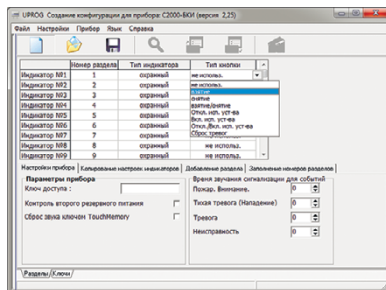 UPROG Создание конфигурации для прибора: С2000-БКИ (версия 2,25)
Файл Настройки Прибор Язык Справка
Номер раздела Тип индикатора Тип кнопки
Индикатор №1 1 охранный не использ.
Индикатор №2 2 охранный не использ.
Индикатор №3 3 охранный взятие
Индикатор №4 4 охранный снятие
взятие/снятие
Индикатор №5 5 охранный Откл. исп. уст-ва
Индикатор №6 6 охранный Вкл. исп. уст-ва
Откл./Вкл. исп. уст-ва
Индикатор №7 7 охранный Сброс тревог
Индикатор №8 8 охранный не использ.
Индикатор №9 9 охранный не использ.
Настройки прибора Копирование настроек индикаторов Добавление раздела Заполнение номеров разделов
Параметры прибора
Ключ доступа :
Контроль второго резервного питания
Сброс звука ключом TouchMemory
Время звучания сигнализации для событий
Пожар. Внимание. 0
Тихая тревога (Нападение) 0
Тревога 0
Неисправность 0
Разделы Ключи